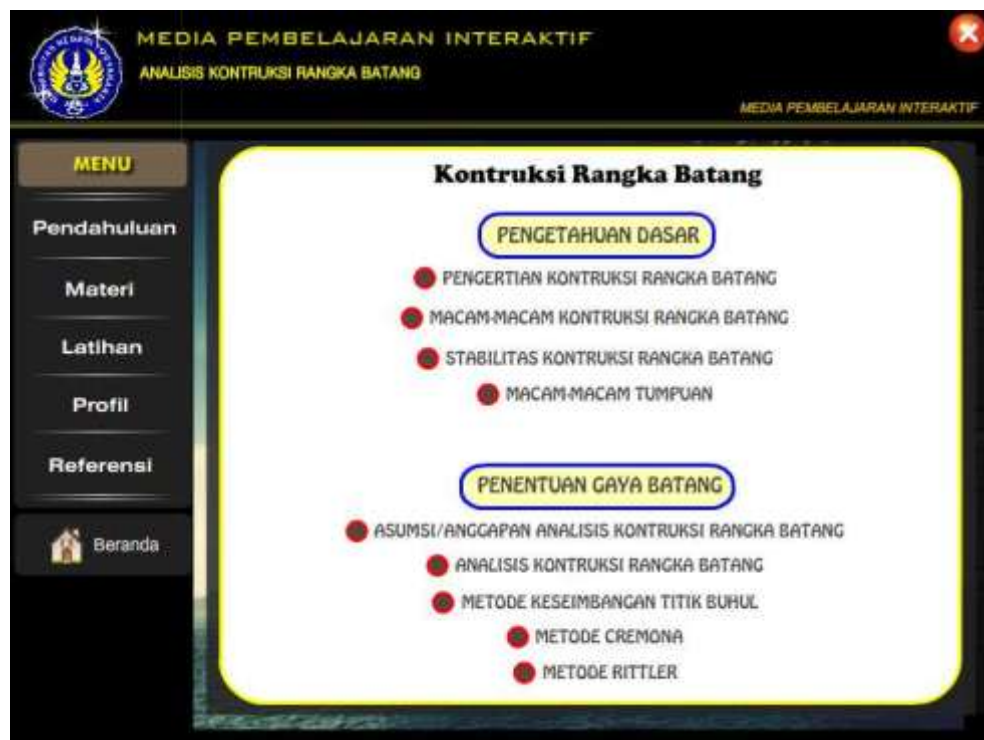 MEDIA PEMBELAJARAN INTERAKTIF
ANALISIS KONTRUKSI RANGKA BATANG
MEDIA PEMBELAJARAN INTERAKTIF
MENU
Pendahuluan
Materi
Latihan
Profil
Referensi
Beranda
Kontruksi Rangka Batang
PENGETAHUAN DASAR
PENGERTIAN KONTRUKSI RANGKA BATANG
MACAM-MACAM KONTRUKSI RANGKA BATANG
STABILITAS KONTRUKSI RANGKA BATANG
MACAM-MACAM TUMPUAN
PENENTUAN GAYA BATANG
ASUMSI/ANGGAPAN ANALISIS KONTRUKSI RANGKA BATANG
ANALISIS KONTRUKSI RANGKA BATANG
METODE KESEIMBANGAN TITIK BUHUL
METODE CREMONA
METODE RITTLER